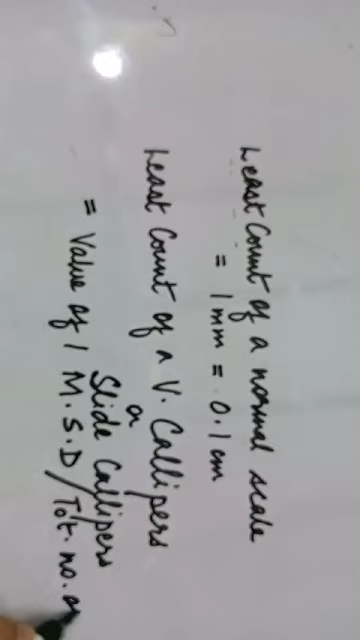 Least Count of a normal scale
= 1 mm = 0.1 cm
Least Count of a V. Callipers
or
Slide Callipers
= Value of 1 M.S.D / Tot. no. o